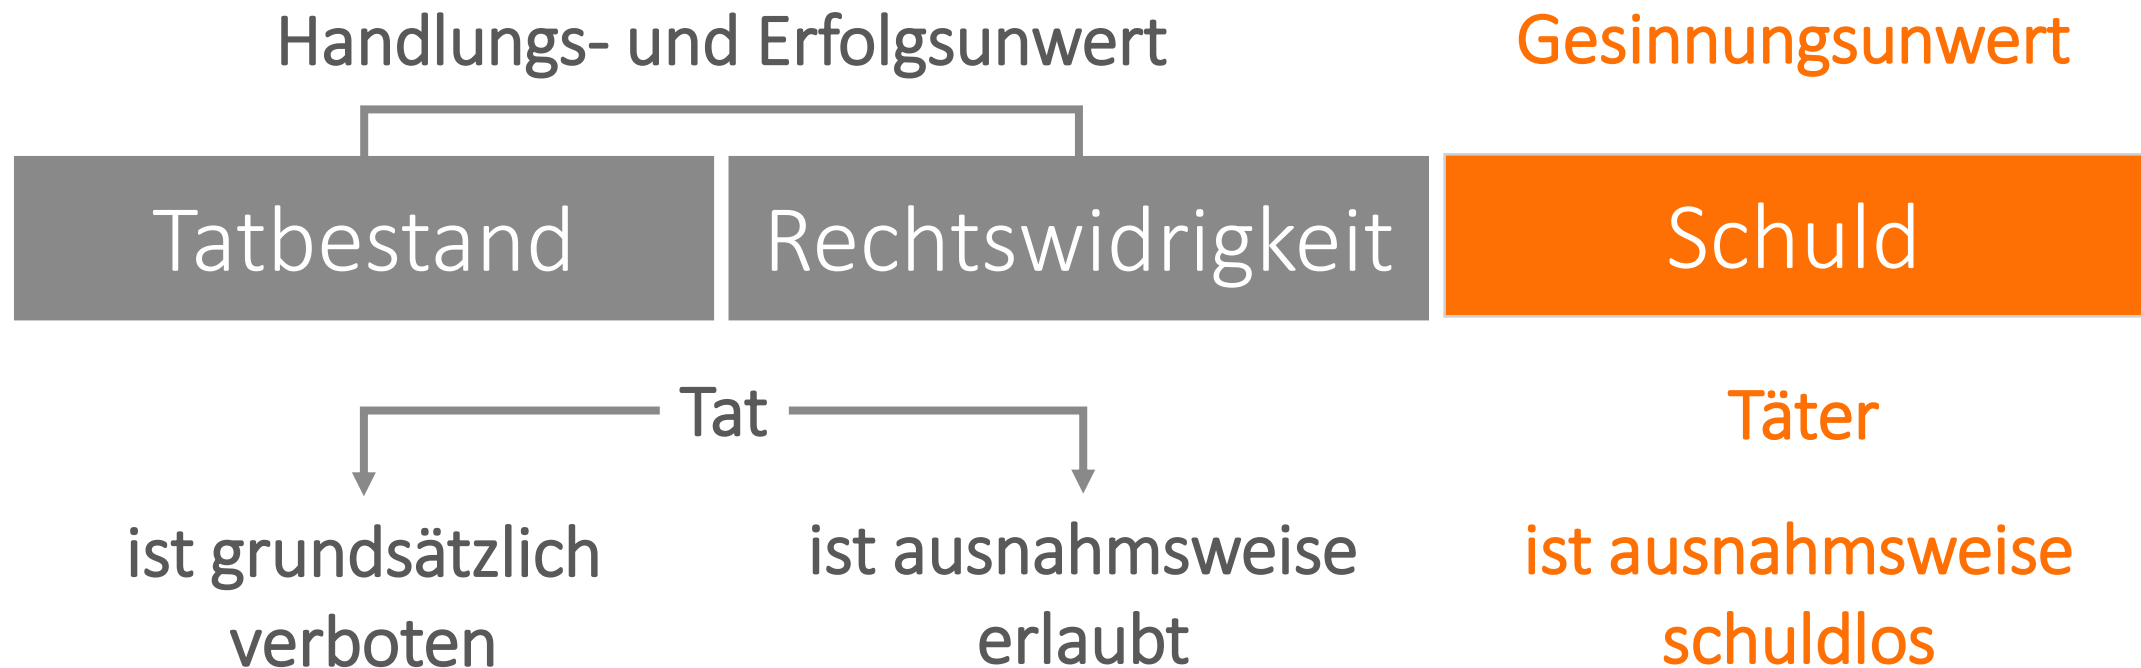 Handlungs- und Erfolgsunwert
Gesinnungsunwert
Tatbestand
Rechtswidrigkeit
Schuld
Tat
Täter
ist grundsätzlich
verboten
ist ausnahmsweise
erlaubt
ist ausnahmsweise
schuldlos